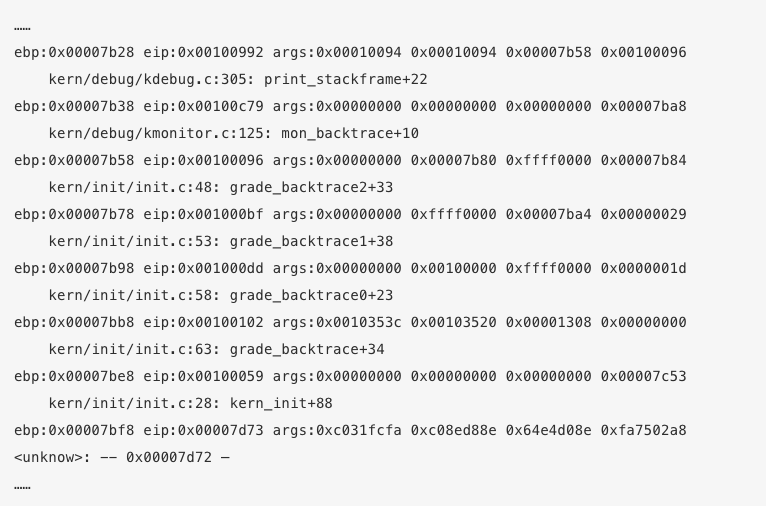 ……
ebp:0x00007b28 eip:0x00100992 args:0x00010094 0x00010094 0x00007b58 0x00100096
    kern/debug/kdebug.c:305: print_stackframe+22
ebp:0x00007b38 eip:0x00100c79 args:0x00000000 0x00000000 0x00000000 0x00007ba8
    kern/debug/kmonitor.c:125: mon_backtrace+10
ebp:0x00007b58 eip:0x00100096 args:0x00000000 0x00007b80 0xffff0000 0x00007b84
    kern/init/init.c:48: grade_backtrace2+33
ebp:0x00007b78 eip:0x001000bf args:0x00000000 0xffff0000 0x00007ba4 0x00000029
    kern/init/init.c:53: grade_backtrace1+38
ebp:0x00007b98 eip:0x001000dd args:0x00000000 0x00100000 0xffff0000 0x0000001d
    kern/init/init.c:58: grade_backtrace0+23
ebp:0x00007bb8 eip:0x00100102 args:0x0010353c 0x00103520 0x00001308 0x00000000
    kern/init/init.c:63: grade_backtrace+34
ebp:0x00007be8 eip:0x00100059 args:0x00000000 0x00000000 0x00000000 0x00007c53
    kern/init/init.c:28: kern_init+88
ebp:0x00007bf8 eip:0x00007d73 args:0xc031fcfa 0xc08ed88e 0x64e4d08e 0xfa7502a8
<unknow>: -- 0x00007d72 –
……